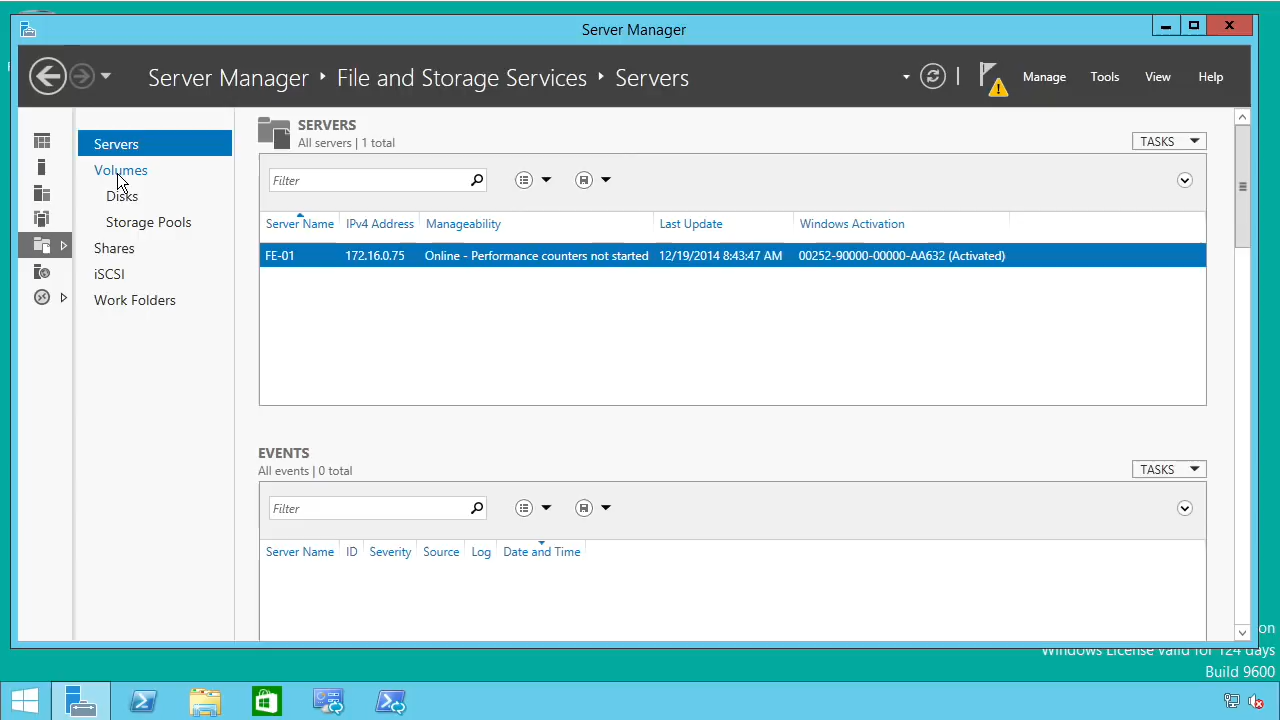 Server Manager
Server Manager ‣ File and Storage Services ‣ Servers
Manage Tools View Help
Servers
Volumes
Disks
Storage Pools
Shares
iSCSI
Work Folders
SERVERS
All servers | 1 total
TASKS
Filter
Server Name IPv4 Address Manageability Last Update Windows Activation
FE-01 172.16.0.75 Online - Performance counters not started 12/19/2014 8:43:47 AM 00252-90000-00000-AA632 (Activated)
EVENTS
All events | 0 total
TASKS
Filter
Server Name ID Severity Source Log Date and Time
on
Windows License valid for 124 days
Build 9600